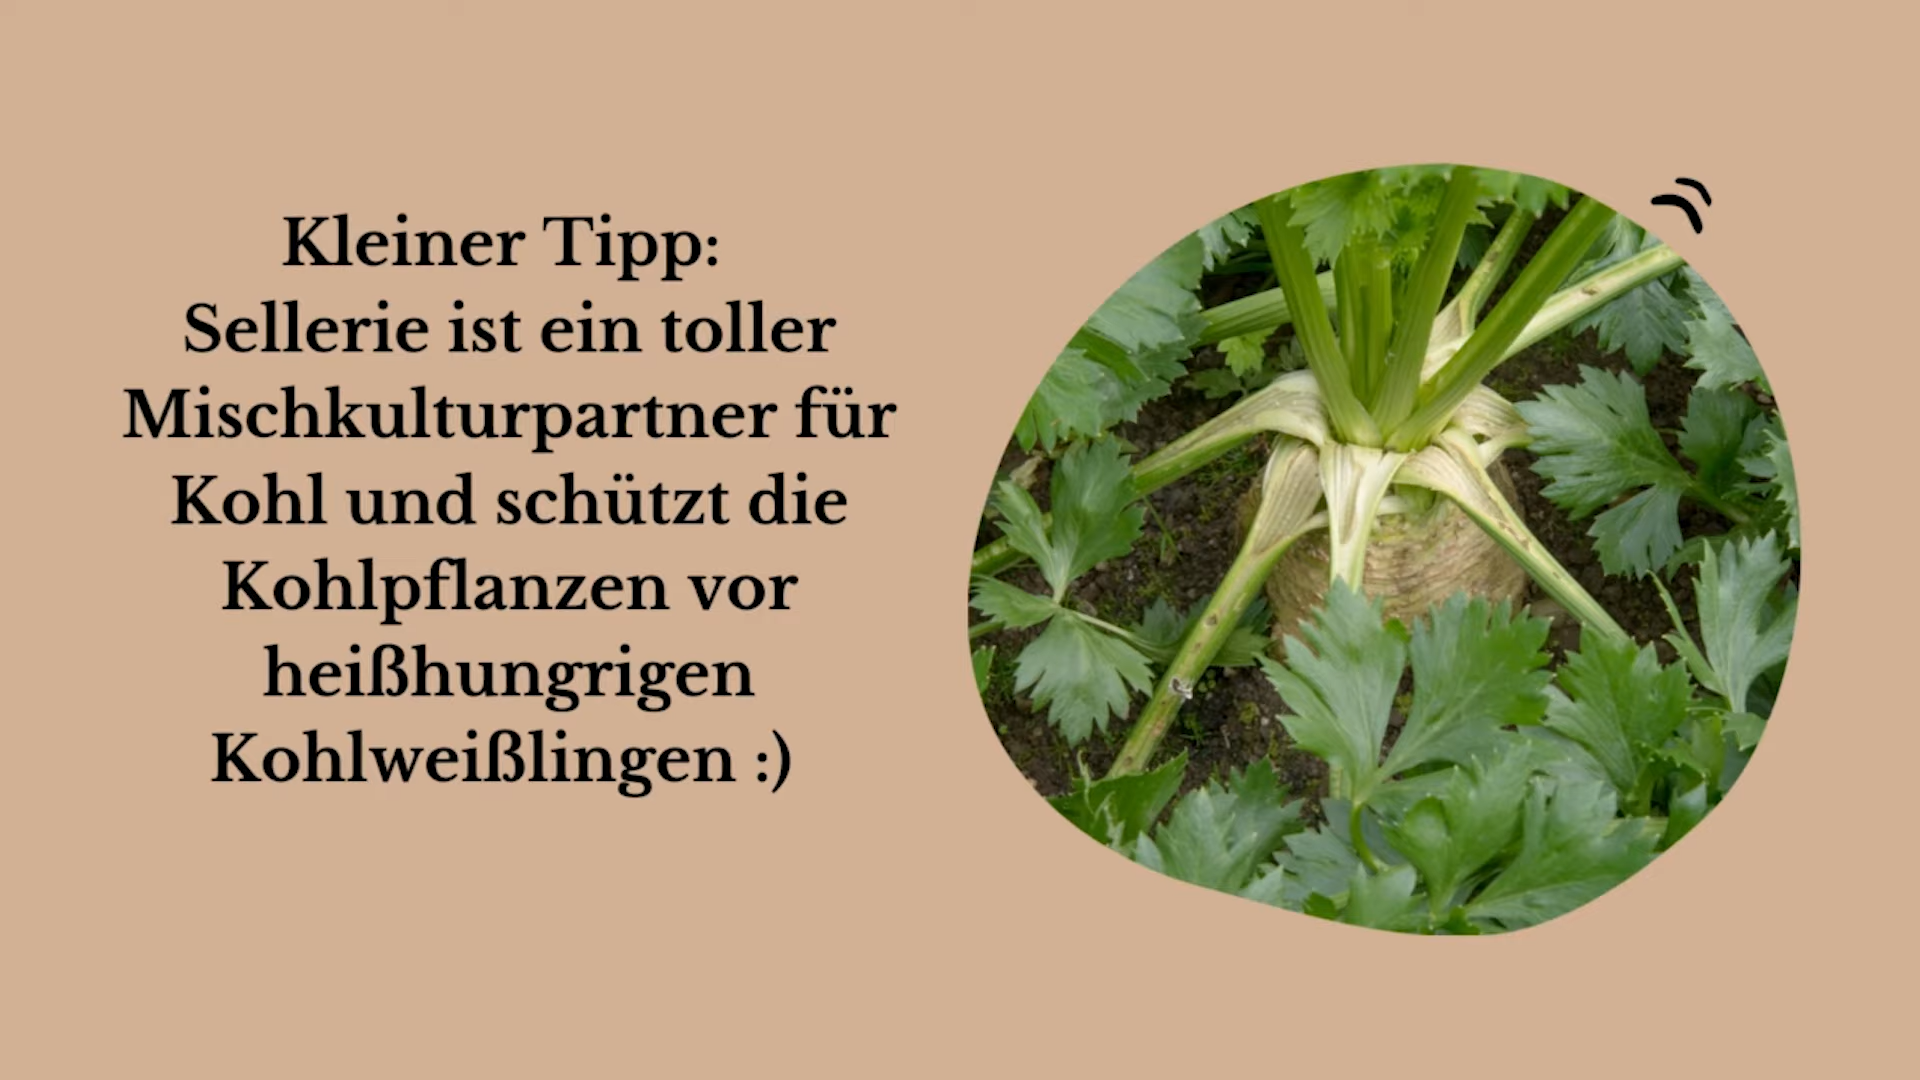 Kleiner Tipp:
Sellerie ist ein toller
Mischkulturpartner für
Kohl und schützt die
Kohlpflanzen vor
heißhungrigen
Kohlweißlingen :)